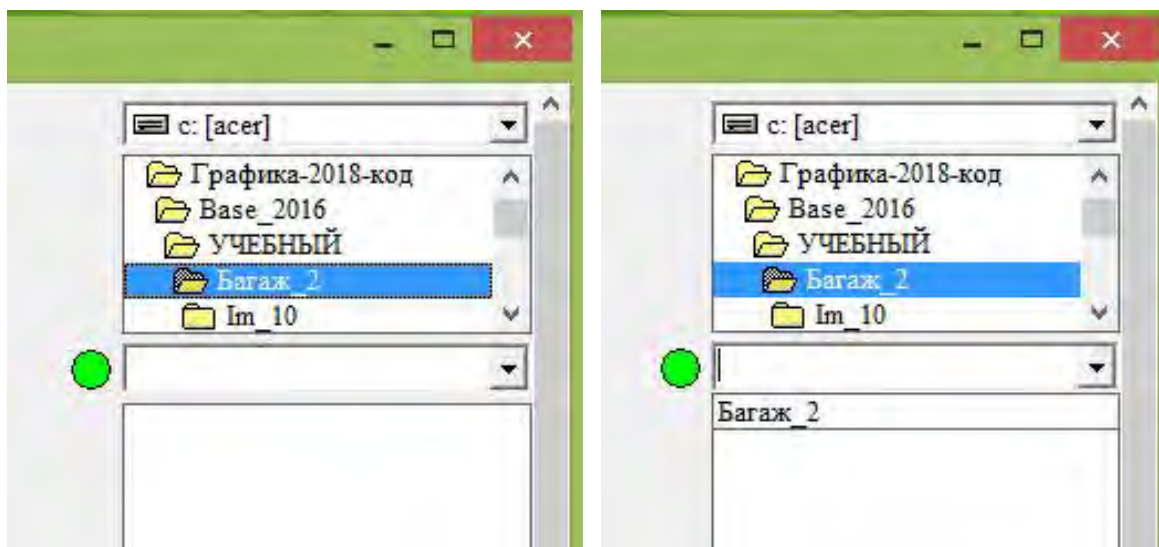 c: [acer]
Графика-2018-код
Base_2016
УЧЕБНЫЙ
Багаж_2
Im_10
c: [acer]
Графика-2018-код
Base_2016
УЧЕБНЫЙ
Багаж_2
Im_10
Багаж_2